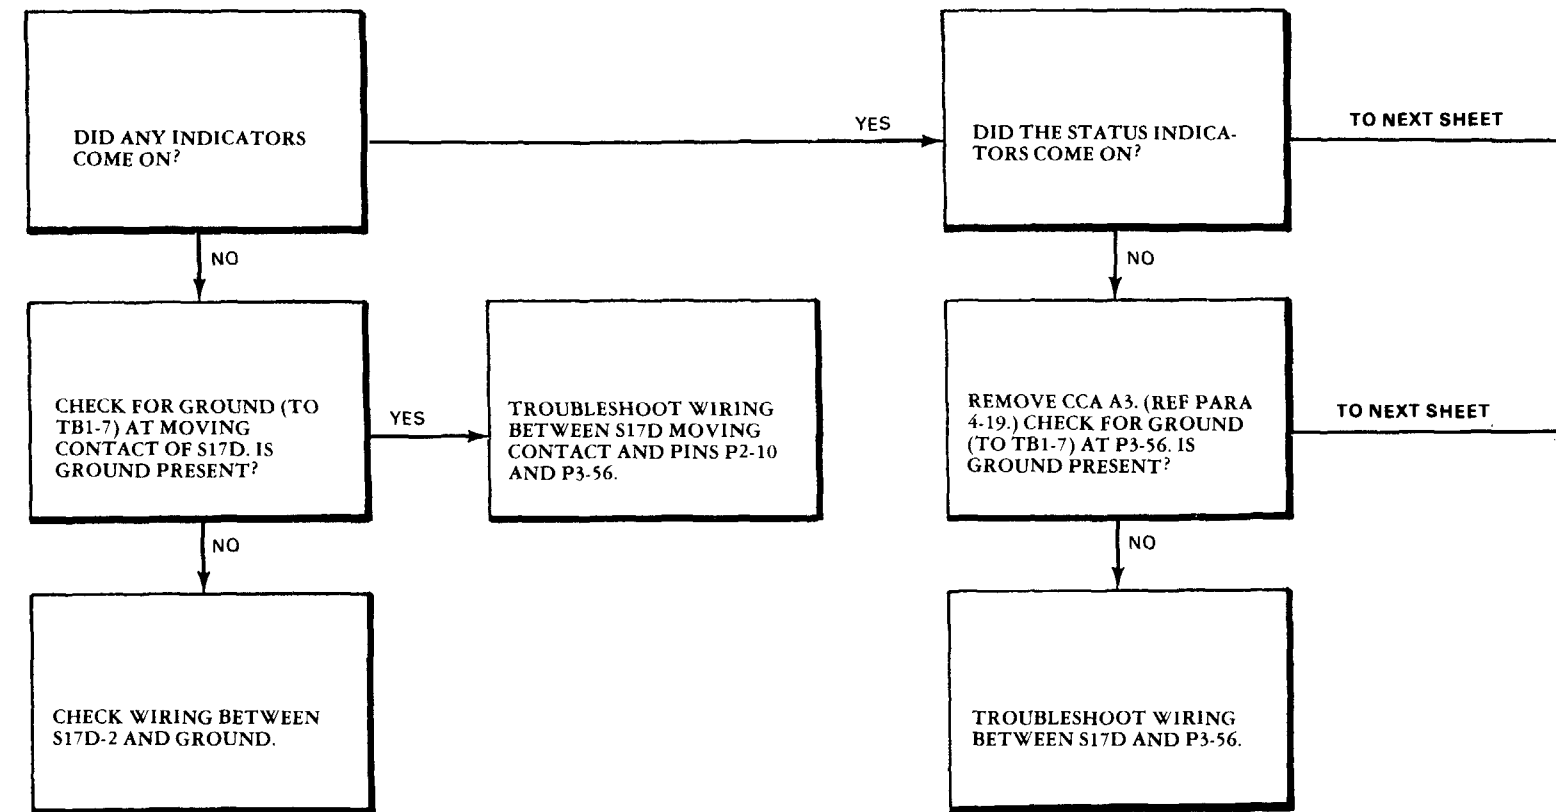 DID ANY INDICATORS
COME ON?
YES
DID THE STATUS INDICA-
TORS COME ON?
TO NEXT SHEET
NO
NO
CHECK FOR GROUND (TO
TB1-7) AT MOVING
CONTACT OF S17D. IS
GROUND PRESENT?
YES
TROUBLESHOOT WIRING
BETWEEN S17D MOVING
CONTACT AND PINS P2-10
AND P3-56.
REMOVE CCA A3. (REF PARA
4-19.) CHECK FOR GROUND
(TO TB1-7) AT P3-56. IS
GROUND PRESENT?
TO NEXT SHEET
NO
NO
CHECK WIRING BETWEEN
S17D-2 AND GROUND.
TROUBLESHOOT WIRING
BETWEEN S17D AND P3-56.